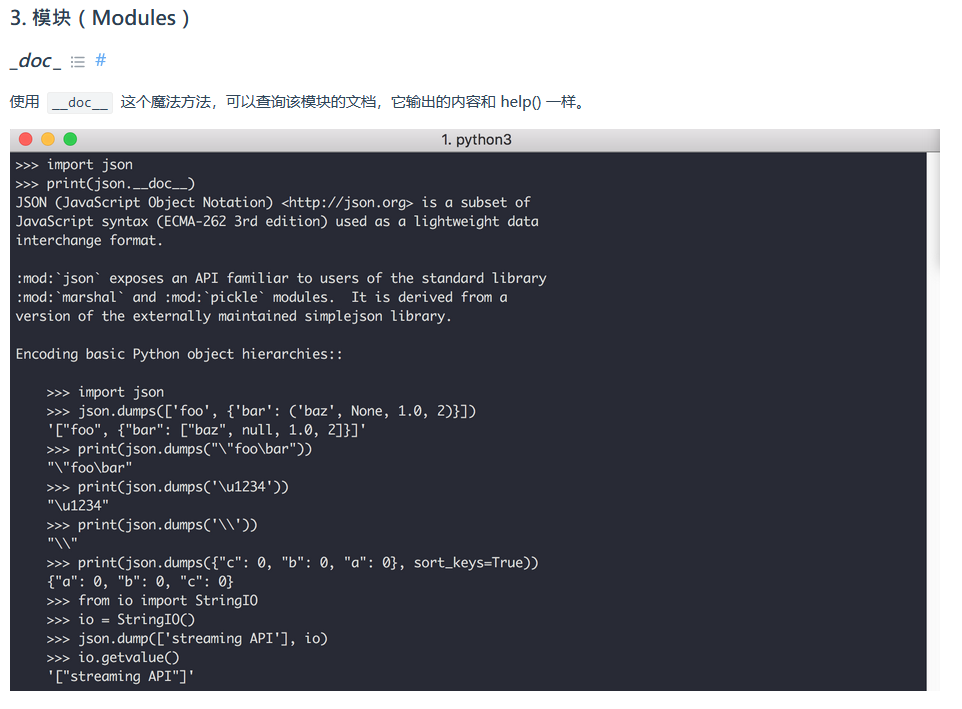 3. 模块（Modules）
_doc_ #
使用 __doc__ 这个魔法方法，可以查询该模块的文档，它输出的内容和 help() 一样。
1. python3
>>> import json
>>> print(json.__doc__)
JSON (JavaScript Object Notation) <http://json.org> is a subset of
JavaScript syntax (ECMA-262 3rd edition) used as a lightweight data
interchange format.
:mod:`json` exposes an API familiar to users of the standard library
:mod:`marshal` and :mod:`pickle` modules.  It is derived from a
version of the externally maintained simplejson library.
Encoding basic Python object hierarchies::
    >>> import json
    >>> json.dumps(['foo', {'bar': ('baz', None, 1.0, 2)}])
    '["foo", {"bar": ["baz", null, 1.0, 2]}]'
    >>> print(json.dumps("\"foo\bar"))
    "\"foo\bar"
    >>> print(json.dumps('\u1234'))
    "\u1234"
    >>> print(json.dumps('\\'))
    "\\"
    >>> print(json.dumps({"c": 0, "b": 0, "a": 0}, sort_keys=True))
    {"a": 0, "b": 0, "c": 0}
    >>> from io import StringIO
    >>> io = StringIO()
    >>> json.dump(['streaming API'], io)
    >>> io.getvalue()
    '["streaming API"]'